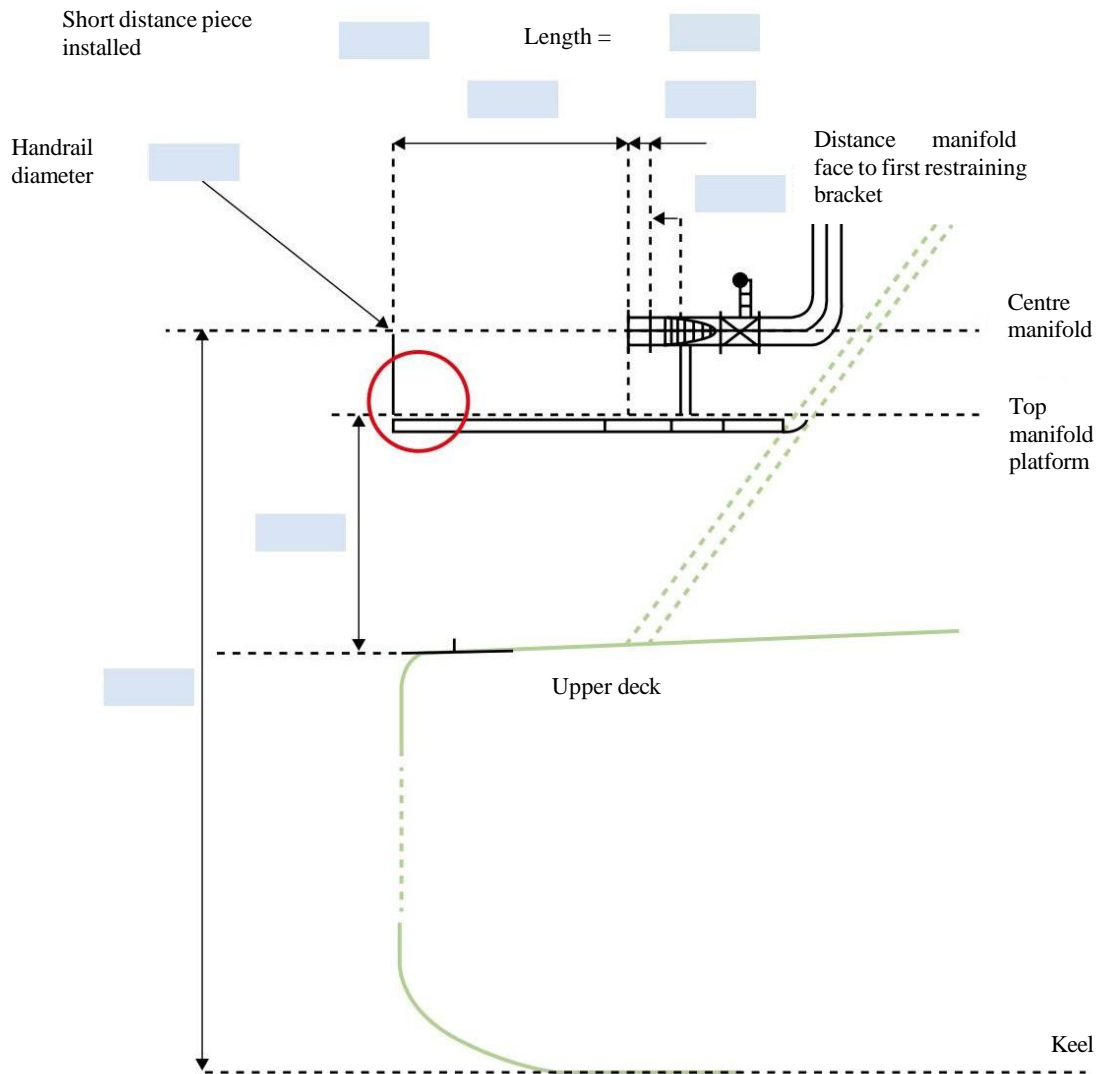 Short distance piece
installed
Length =
Handrail
diameter
Distance manifold
face to first restraining
bracket
Centre
manifold
Top
manifold
platform
Upper deck
Keel